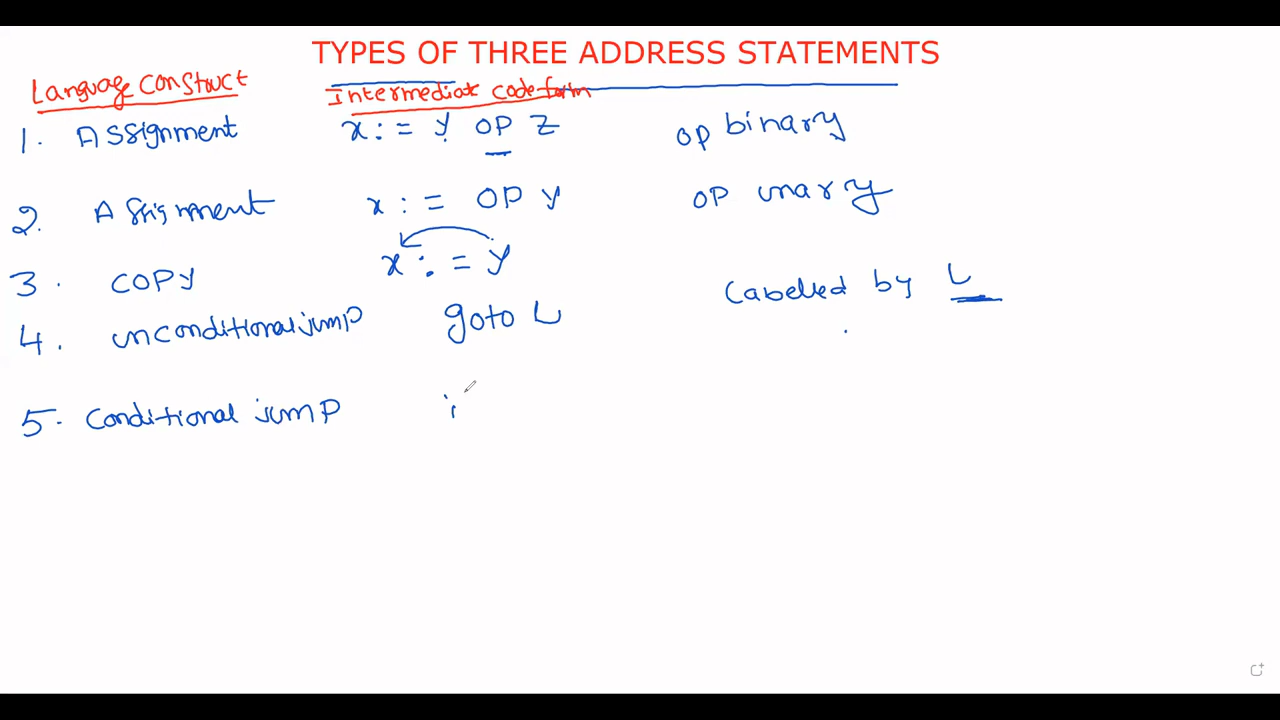 TYPES OF THREE ADDRESS STATEMENTS
Language Construct Intermediate code form
1. Assignment x := y OP Z OP binary
2. Assignment x := OP y OP unary
3. COPY x := y
4. unconditional jump goto L Labelled by L
5. Conditional jump i